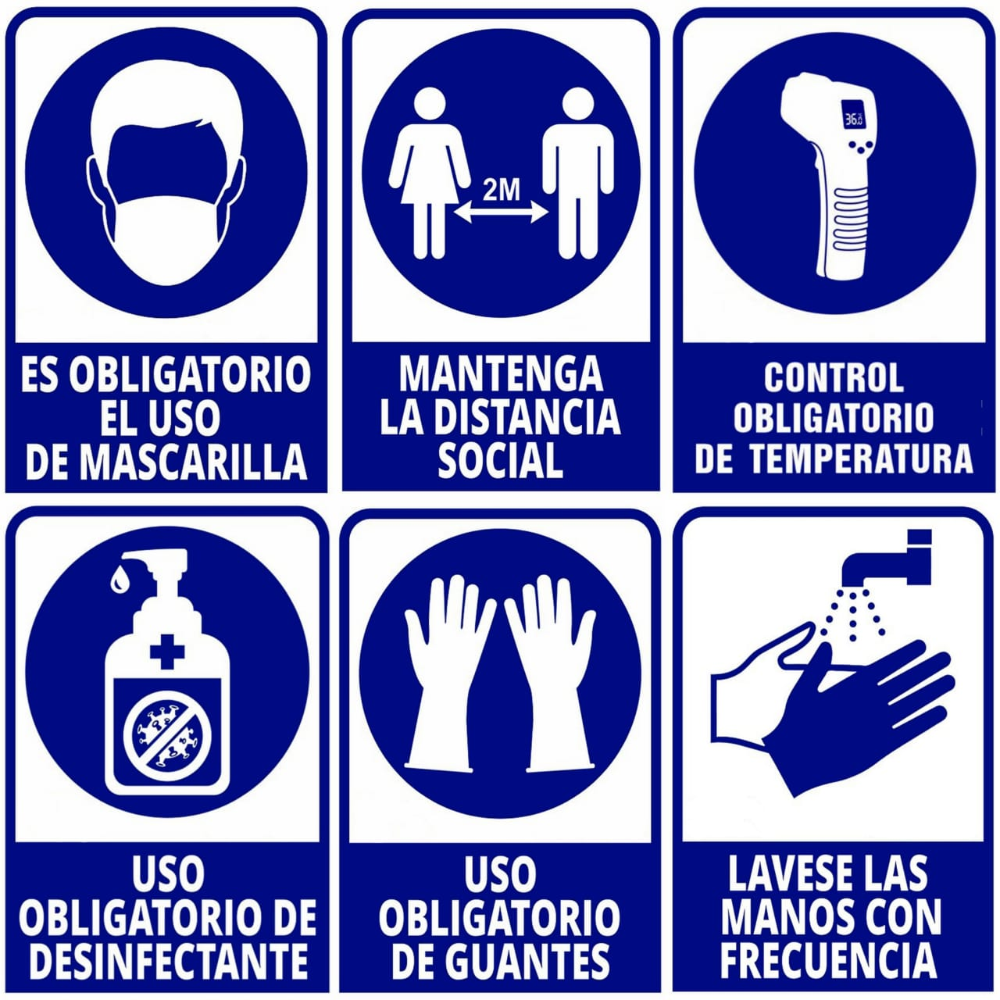 ES OBLIGATORIO
EL USO
DE MASCARILLA
2M
MANTENGA
LA DISTANCIA
SOCIAL
36.0
CONTROL
OBLIGATORIO
DE TEMPERATURA
USO
OBLIGATORIO DE
DESINFECTANTE
USO
OBLIGATORIO
DE GUANTES
LAVESE LAS
MANOS CON
FRECUENCIA